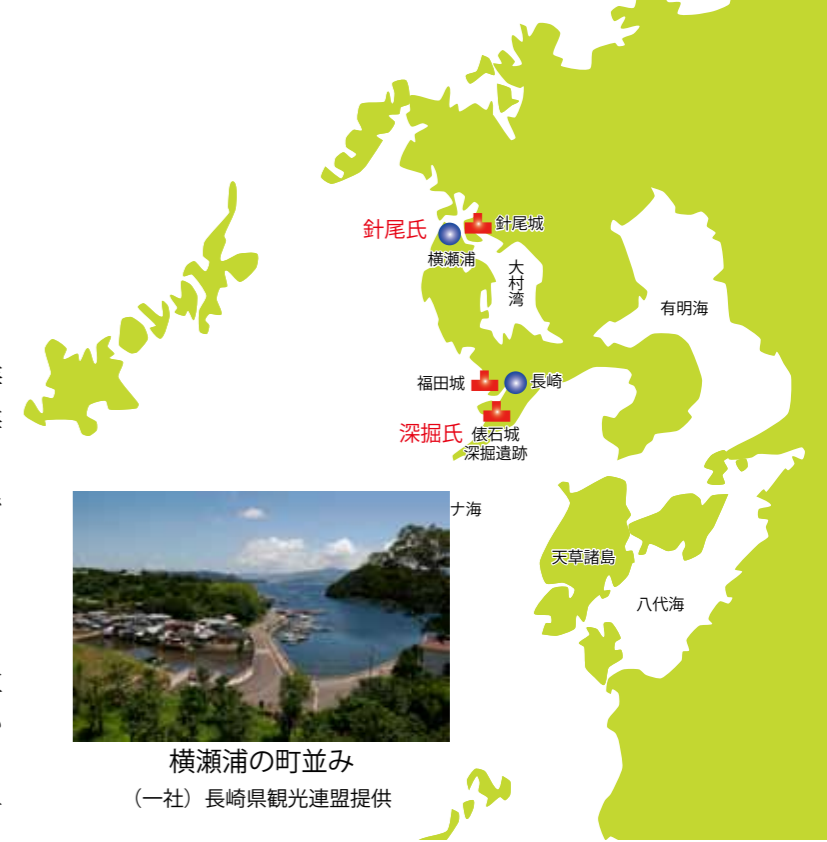 針尾氏
針尾城
横瀬浦
大村湾
有明海
福田城
長崎
深掘氏
俵石城
深掘遺跡
ナ海
天草諸島
八代海
横瀬浦の町並み
（一社）長崎県観光連盟提供